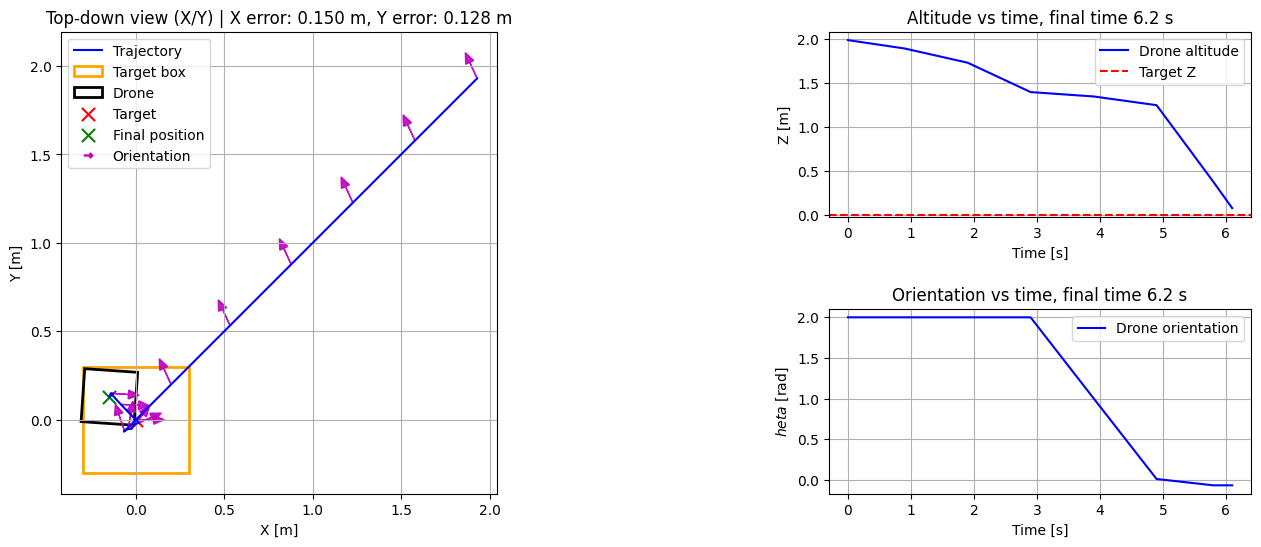 Top-down view (X/Y) | X error: 0.150 m, Y error: 0.128 m
Trajectory
Target box
Drone
Target
Final position
Orientation
Y [m]
2.0
1.5
1.0
0.5
0.0
0.0 0.5 1.0 1.5 2.0
X [m]
Altitude vs time, final time 6.2 s
Drone altitude
Target Z
Z [m]
2.0
1.5
1.0
0.5
0.0
0 1 2 3 4 5 6
Time [s]
Orientation vs time, final time 6.2 s
Drone orientation
heta [rad]
2.0
1.5
1.0
0.5
0.0
0 1 2 3 4 5 6
Time [s]